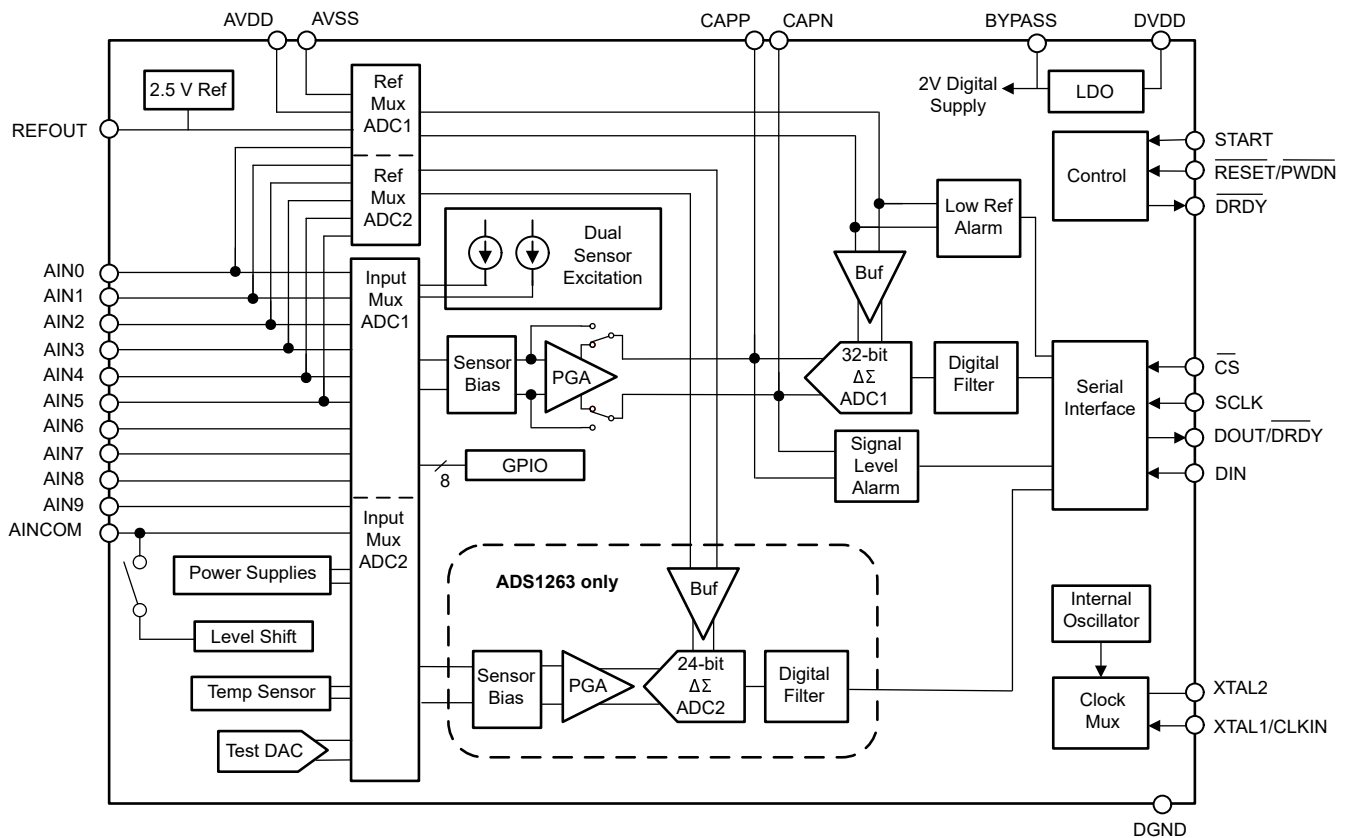 AVDD
AVSS
CAPP
CAPN
BYPASS
DVDD
2.5 V Ref
REFOUT
Ref
Mux
ADC1
Ref
Mux
ADC2
2V Digital
Supply
LDO
Control
START
RESET/PWDN
DRDY
Low Ref
Alarm
Dual
Sensor
Excitation
Buf
AIN0
AIN1
AIN2
AIN3
AIN4
AIN5
AIN6
AIN7
AIN8
AIN9
AINCOM
Input
Mux
ADC1
Sensor
Bias
PGA
32-bit
ΔΣ
ADC1
Digital
Filter
Serial
Interface
CS
SCLK
DOUT/DRDY
DIN
GPIO
8
Signal
Level
Alarm
Input
Mux
ADC2
Power Supplies
Level Shift
Temp Sensor
Test DAC
ADS1263 only
Buf
Sensor
Bias
PGA
24-bit
ΔΣ
ADC2
Digital
Filter
Internal
Oscillator
Clock
Mux
XTAL2
XTAL1/CLKIN
DGND